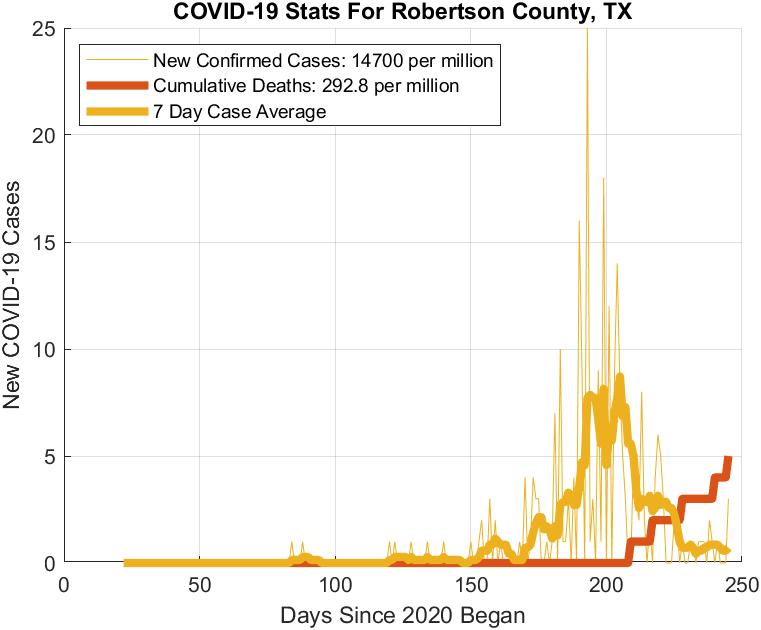 COVID-19 Stats For Robertson County, TX
25
20
15
10
5
0
New COVID-19 Cases
New Confirmed Cases: 14700 per million
Cumulative Deaths: 292.8 per million
7 Day Case Average
0
50
100
150
200
250
Days Since 2020 Began